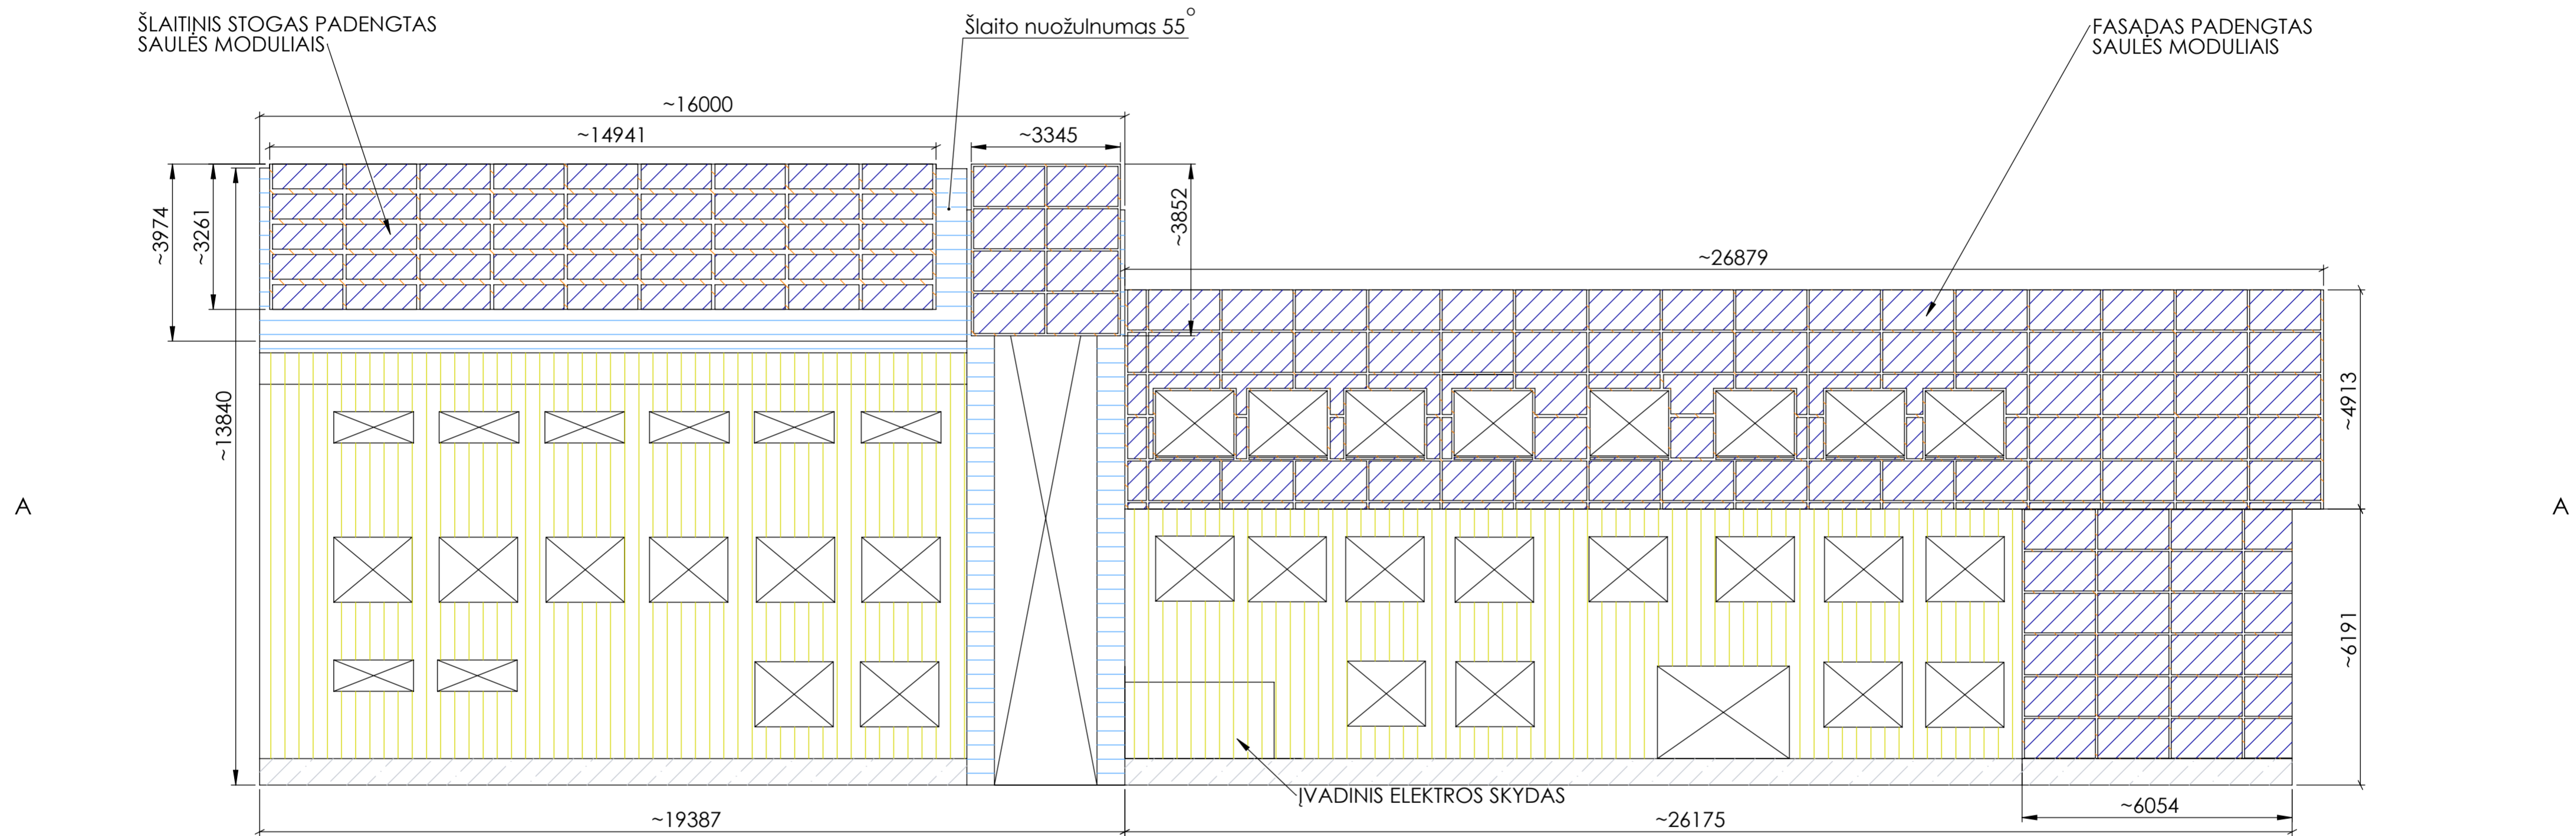 ŠLAITINIS STOGAS PADENGTAS
SAULĖS MODULIAIS
Šlaito nuožulnumas 55°
FASADAS PADENGTAS
SAULĖS MODULIAIS
~16000
~14941
~3345
~3974
~3261
~3852
~26879
~13840
~4913
A
A
~6191
ĮVADINIS ELEKTROS SKYDAS
~6054
~19387
~26175